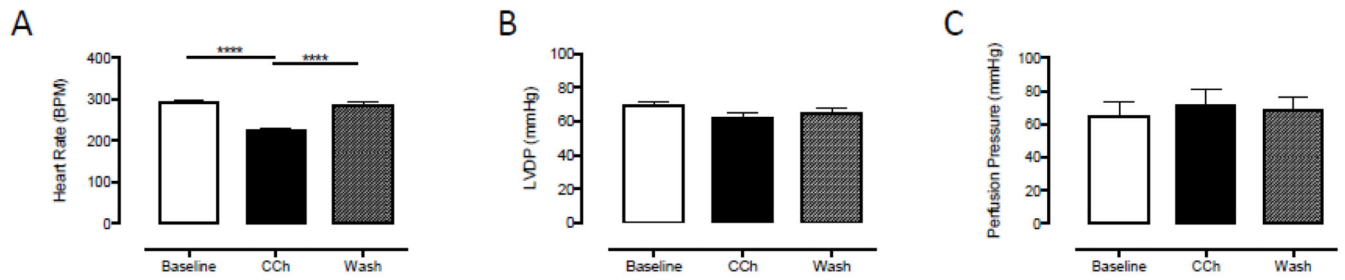 A
Heart Rate (BPM)
400
300
200
100
0
****
****
Baseline CCh Wash
B
LVDP (mmHg)
100
80
60
40
20
0
Baseline CCh Wash
C
Perfusion Pressure (mmHg)
100
80
60
40
20
0
Baseline CCh Wash